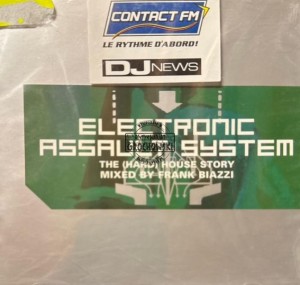 CONTACT FM
LE RYTHME D'ABORD!
DJ NEWS
ELECTRONIC
ASSAULT SYSTEM
THE (HARD) HOUSE STORY
MIXED BY FRANK BIAZZI